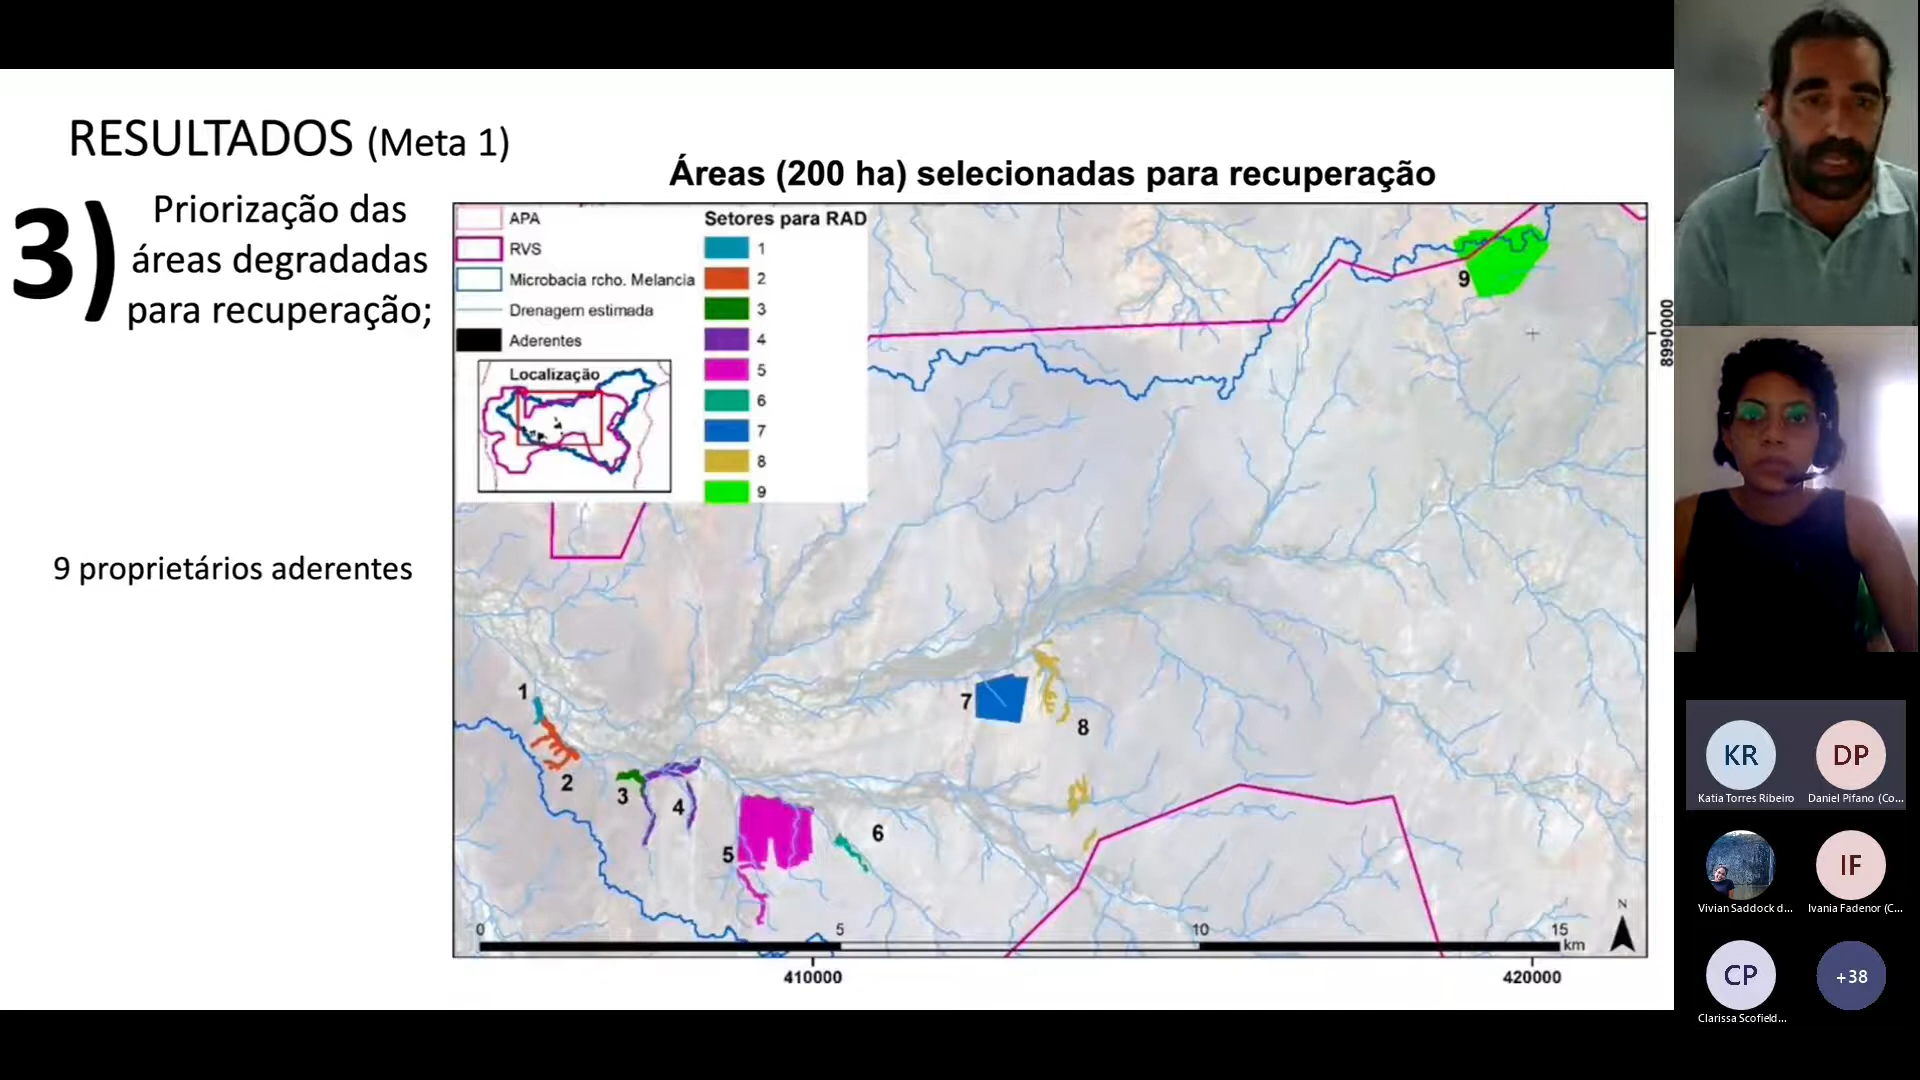 RESULTADOS (Meta 1)
3)
Priorização das
áreas degradadas
para recuperação;
9 proprietários aderentes
Áreas (200 ha) selecionadas para recuperação
APA
RVS
Microbacia rcho. Melancia
Drenagem estimada
Aderentes
Localização
Setores para RAD
1
2
3
4
5
6
7
8
9
9
8990000
1
2
3
4
5
6
7
8
0
5
10
15
km
N
410000
420000
KR
Katia Torres Ribeiro
DP
Daniel Pifano (Co...
Vivian Saddock d...
IF
Ivania Fadenor (C...
CP
Clarissa Scofield...
+38